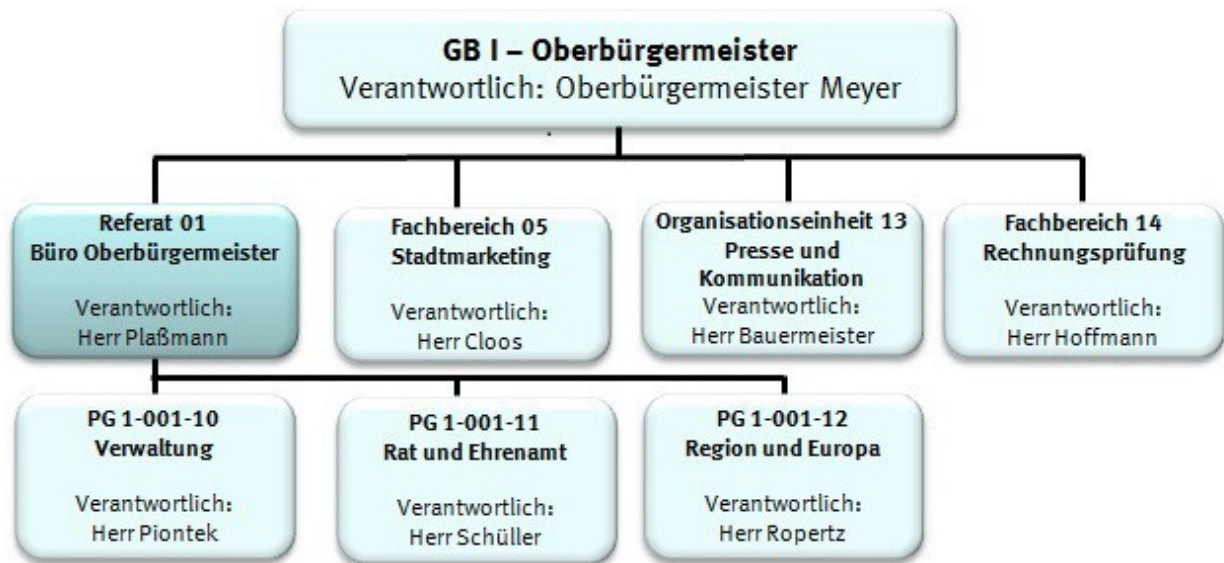 GB I – Oberbürgermeister
Verantwortlich: Oberbürgermeister Meyer
Referat 01
Büro Oberbürgermeister
Verantwortlich:
Herr Plaßmann
Fachbereich 05
Stadtmarketing
Verantwortlich:
Herr Cloos
Organisationseinheit 13
Presse und
Kommunikation
Verantwortlich:
Herr Bauermeister
Fachbereich 14
Rechnungsprüfung
Verantwortlich:
Herr Hoffmann
PG 1-001-10
Verwaltung
Verantwortlich:
Herr Piontek
PG 1-001-11
Rat und Ehrenamt
Verantwortlich:
Herr Schüller
PG 1-001-12
Region und Europa
Verantwortlich:
Herr Ropertz